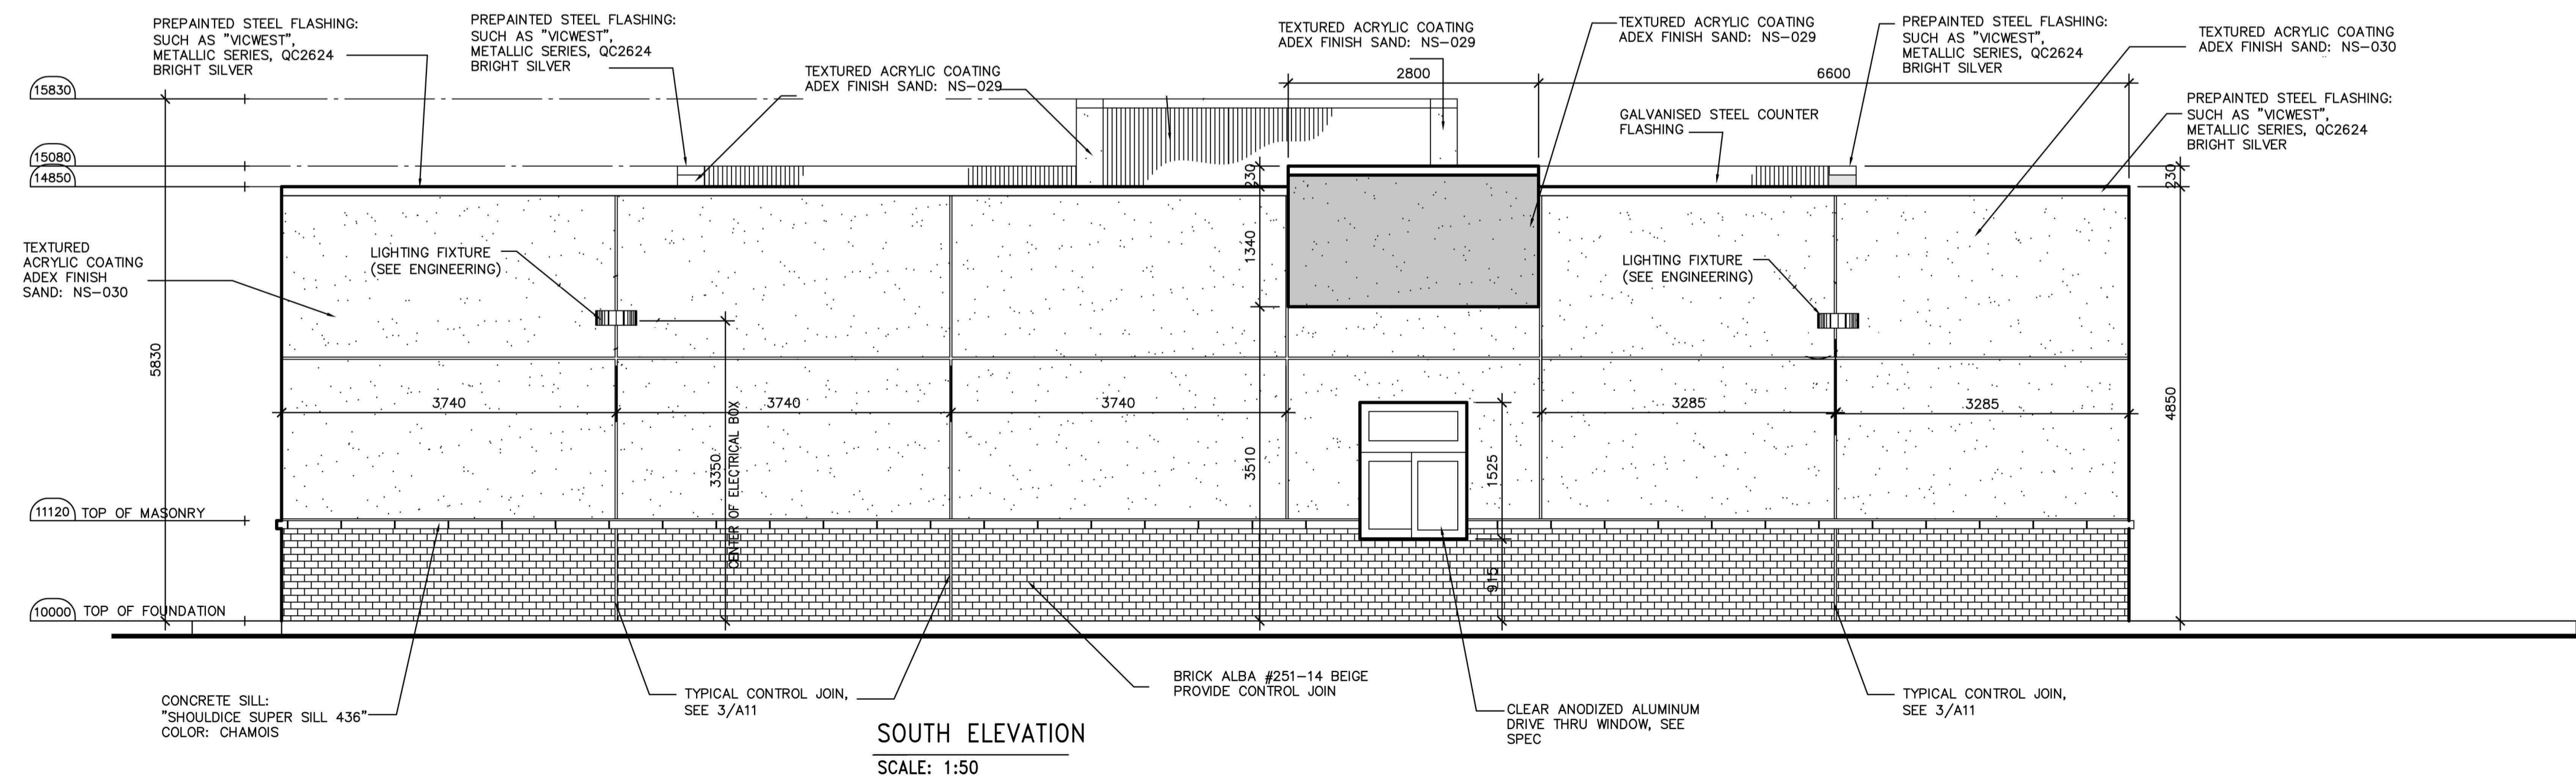 PREPAINTED STEEL FLASHING:
SUCH AS "VICWEST",
METALLIC SERIES, QC2624
BRIGHT SILVER
PREPAINTED STEEL FLASHING:
SUCH AS "VICWEST",
METALLIC SERIES, QC2624
BRIGHT SILVER
TEXTURED ACRYLIC COATING
ADEX FINISH SAND: NS-029
TEXTURED ACRYLIC COATING
ADEX FINISH SAND: NS-029
TEXTURED ACRYLIC COATING
ADEX FINISH SAND: NS-029
PREPAINTED STEEL FLASHING:
SUCH AS "VICWEST",
METALLIC SERIES, QC2624
BRIGHT SILVER
TEXTURED ACRYLIC COATING
ADEX FINISH SAND: NS-030
PREPAINTED STEEL FLASHING:
SUCH AS "VICWEST",
METALLIC SERIES, QC2624
BRIGHT SILVER
GALVANISED STEEL COUNTER
FLASHING
2800
6600
15830
15080
14850
230
230
1340
TEXTURED
ACRYLIC COATING
ADEX FINISH
SAND: NS-030
LIGHTING FIXTURE
(SEE ENGINEERING)
LIGHTING FIXTURE
(SEE ENGINEERING)
5830
3740
3740
3740
3285
3285
4850
3350
CENTER OF ELECTRICAL BOX
3510
1525
915
11120 TOP OF MASONRY
10000 TOP OF FOUNDATION
CONCRETE SILL:
"SHOULDICE SUPER SILL 436"
COLOR: CHAMOIS
TYPICAL CONTROL JOIN,
SEE 3/A11
BRICK ALBA #251-14 BEIGE
PROVIDE CONTROL JOIN
CLEAR ANODIZED ALUMINUM
DRIVE THRU WINDOW, SEE
SPEC
TYPICAL CONTROL JOIN,
SEE 3/A11
SOUTH ELEVATION
SCALE: 1:50